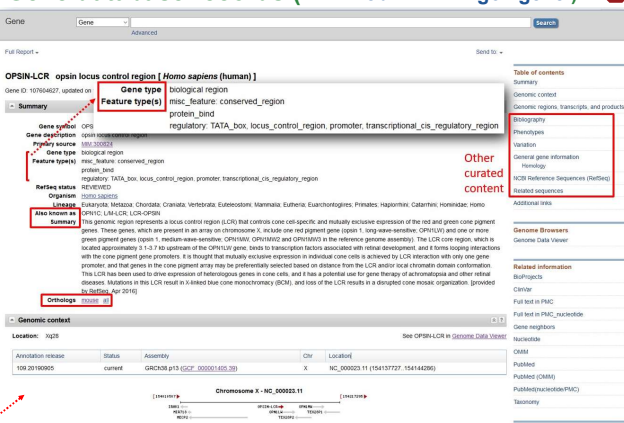 Gene
Gene
Search
Advanced
Full Report
Send to:
OPSIN-LCR opsin locus control region [ Homo sapiens (human) ]
Gene ID: 107604627, updated on
Gene type biological region
Feature type(s) misc_feature: conserved_region
protein_bind
regulatory: TATA_box, locus_control_region, promoter, transcriptional_cis_regulatory_region
Summary
Gene symbol OPS
Gene description opsin locus control region
Primary source MIM:300824
Gene type biological region
Feature type(s) misc_feature: conserved_region
protein_bind
regulatory: TATA_box, locus_control_region, promoter, transcriptional_cis_regulatory_region
RefSeq status REVIEWED
Organism Homo sapiens
Lineage Eukaryota; Metazoa; Chordata; Craniata; Vertebrata; Euteleostomi; Mammalia; Eutheria; Euarchontoglires; Primates; Haplorrhini; Catarrhini; Hominidae; Homo
Also known as OPN1C; L/M-LCR; LCR-OPSIN
Summary This genomic region represents a locus control region (LCR) that controls cone cell-specific and mutually exclusive expression of the red and green cone pigment
genes. These genes, which are present in an array on chromosome X, include one red pigment gene (opsin 1, long-wave-sensitive; OPN1LW) and one or more
green pigment genes (opsin 1, medium-wave-sensitive; OPN1MW, OPN1MW2 and OPN1MW3 in the reference genome assembly). The LCR core region, which is
located approximately 3.1-3.7 kb upstream of the OPN1LW gene, binds to transcription factors associated with retinal development, and it forms looping interactions
with the cone pigment gene promoters. It is thought that mutually exclusive expression in individual cone cells is achieved by LCR interaction with only one gene
promoter, and that genes in the cone pigment array may be preferentially selected based on distance from the LCR and/or local chromatin domain conformation.
This LCR has been used to drive expression of heterologous genes in cone cells, and it has a potential use for gene therapy of achromatopsia and other retinal
diseases. Mutations in this LCR result in X-linked blue cone monochromacy (BCM), and loss of the LCR results in a disrupted cone mosaic organization. [provided
by RefSeq, Apr 2016]
Orthologs mouse all
Genomic context
Location: Xq28
See OPSIN-LCR in Genome Data Viewer
Annotation release Status Assembly Chr Location
109.20190905 current GRCh38.p13 (GCF_000001405.39) X NC_000023.11 (154137727..154144286)
Chromosome X - NC_000023.11
Other
curated
content
Table of contents
Summary
Genomic context
Genomic regions, transcripts, and products
Bibliography
Phenotypes
Variation
General gene information
Homology
NCBI Reference Sequences (RefSeq)
Related sequences
Additional links
Genome Browsers
Genome Data Viewer
Related information
BioProjects
ClinVar
Full text in PMC
Full text in PMC_nucleotide
Gene neighbors
Nucleotide
OMIM
PubMed
PubMed (OMIM)
PubMed(nucleotide/PMC)
Taxonomy